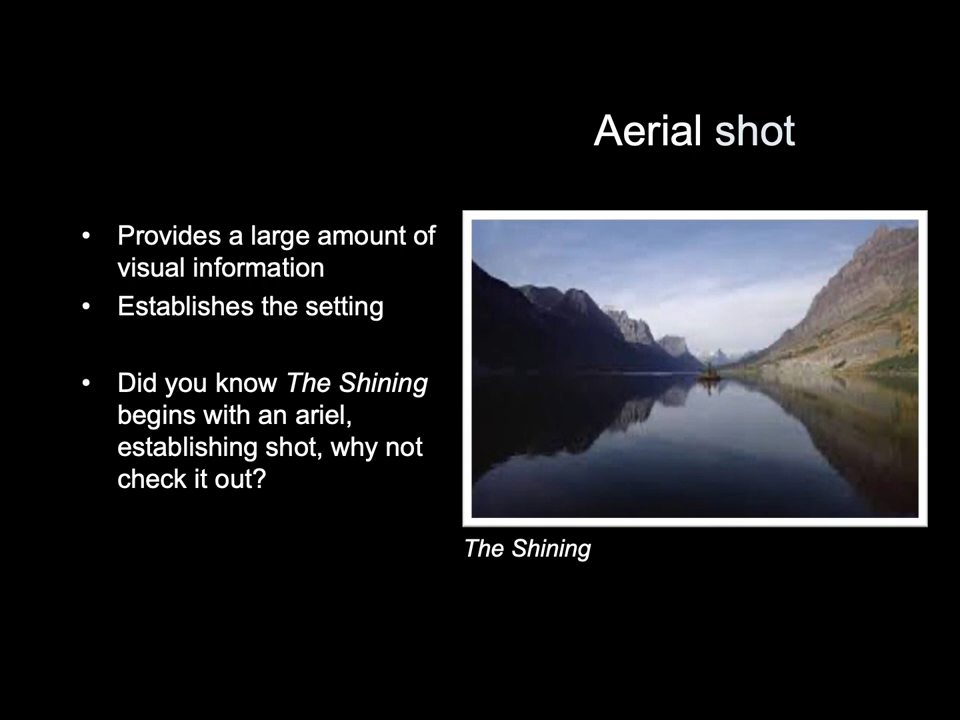 Aerial shot
• Provides a large amount of
visual information
• Establishes the setting
• Did you know The Shining
begins with an ariel,
establishing shot, why not
check it out?
The Shining